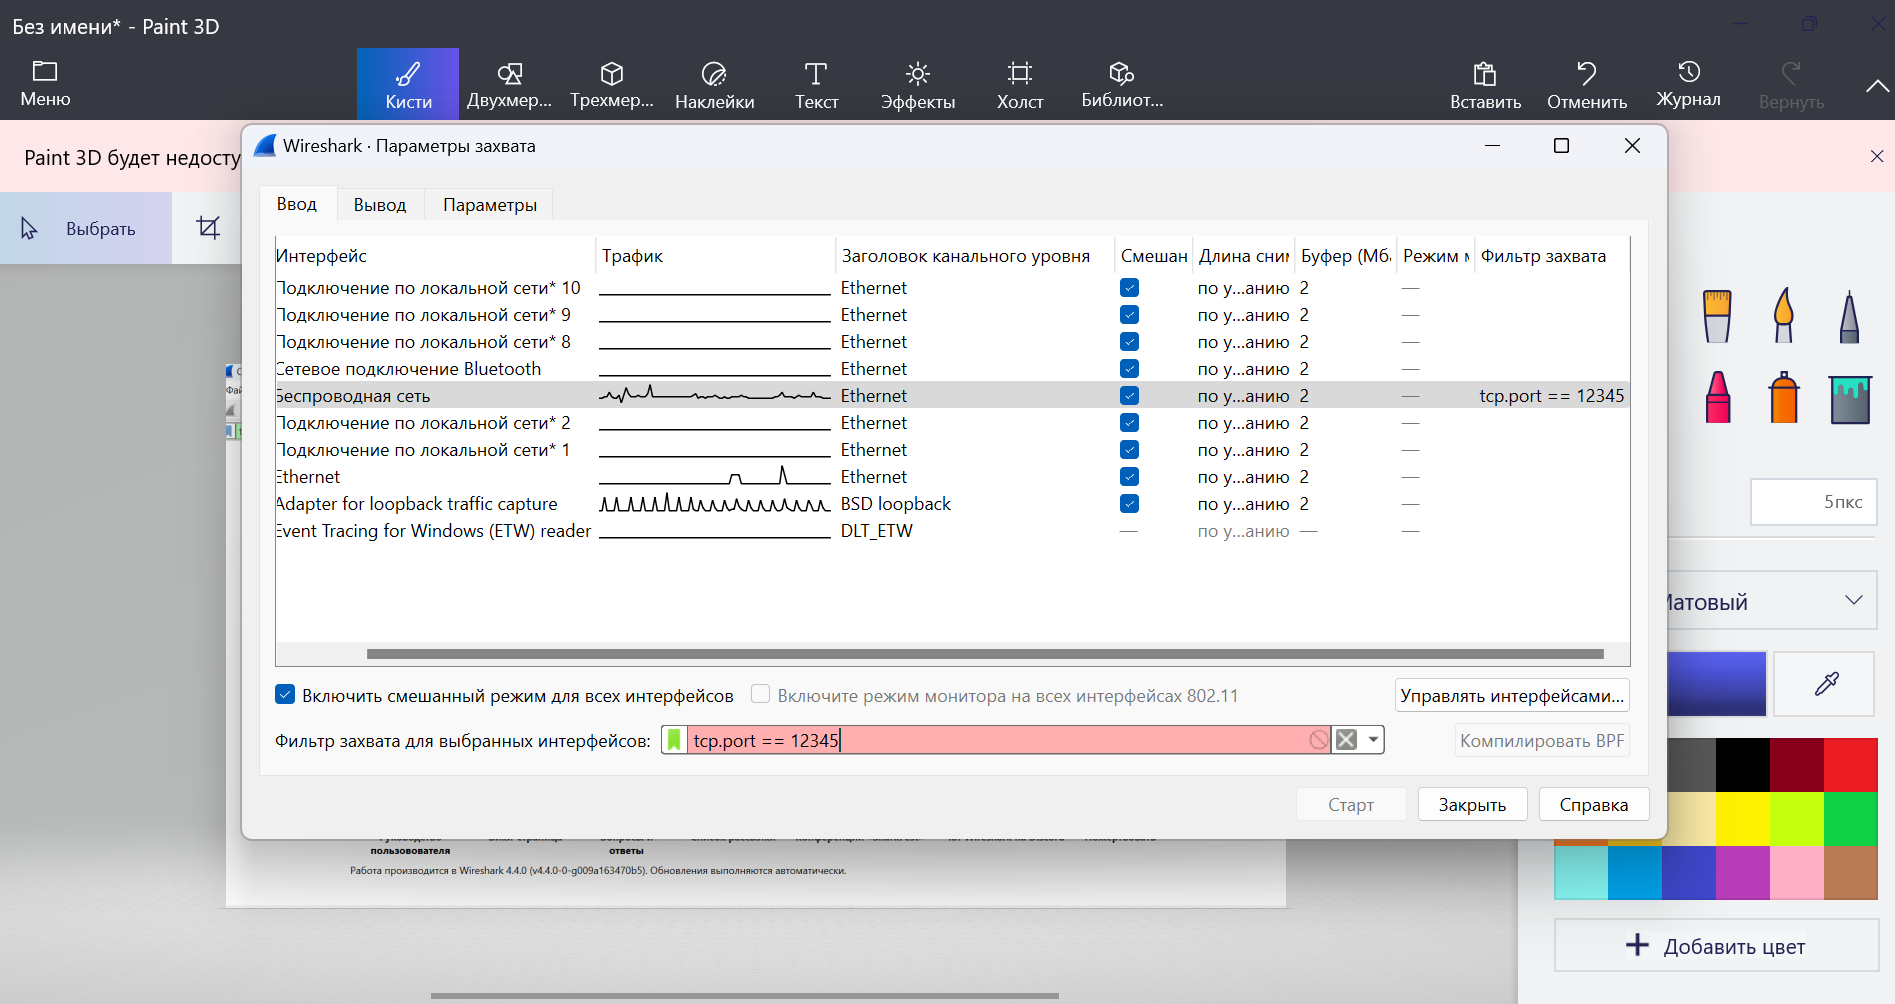 Без имени* - Paint 3D
Меню
Кисти
Двухмер...
Трехмер...
Наклейки
Текст
Эффекты
Холст
Библиот...
Вставить
Отменить
Журнал
Вернуть
Paint 3D будет недосту
Выбрать
Wireshark · Параметры захвата
Ввод Вывод Параметры
Интерфейс Трафик Заголовок канального уровня Смешан Длина сни Буфер (Мб Режим м Фильтр захвата
Подключение по локальной сети* 10 Ethernet по у...анию 2 —
Подключение по локальной сети* 9 Ethernet по у...анию 2 —
Подключение по локальной сети* 8 Ethernet по у...анию 2 —
Сетевое подключение Bluetooth Ethernet по у...анию 2 —
Беспроводная сеть Ethernet по у...анию 2 — tcp.port == 12345
Подключение по локальной сети* 2 Ethernet по у...анию 2 —
Подключение по локальной сети* 1 Ethernet по у...анию 2 —
Ethernet Ethernet по у...анию 2 —
Adapter for loopback traffic capture BSD loopback по у...анию 2 —
Event Tracing for Windows (ETW) reader DLT_ETW — по у...анию — —
Включить смешанный режим для всех интерфейсов Включите режим монитора на всех интерфейсах 802.11 Управлять интерфейсами...
Фильтр захвата для выбранных интерфейсов: tcp.port == 12345 Компилировать BPF
Старт Закрыть Справка
5пкс
Матовый
пользователя ответы
Работа производится в Wireshark 4.4.0 (v4.4.0-0-g009a163470b5). Обновления выполняются автоматически.
Добавить цвет